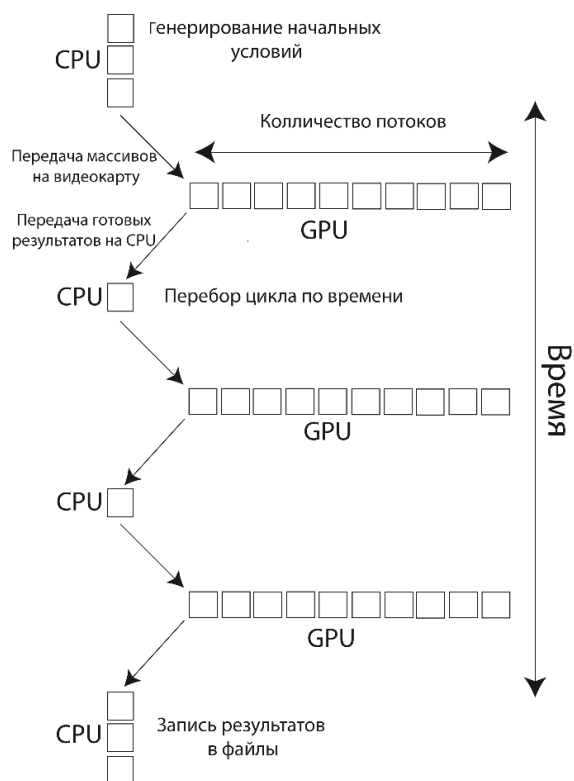 Генерирование начальных
условий
CPU
Колличество потоков
Передача массивов
на видеокарту
GPU
Передача готовых
результатов на CPU
CPU
Перебор цикла по времени
Время
GPU
CPU
GPU
CPU
Запись результатов
в файлы